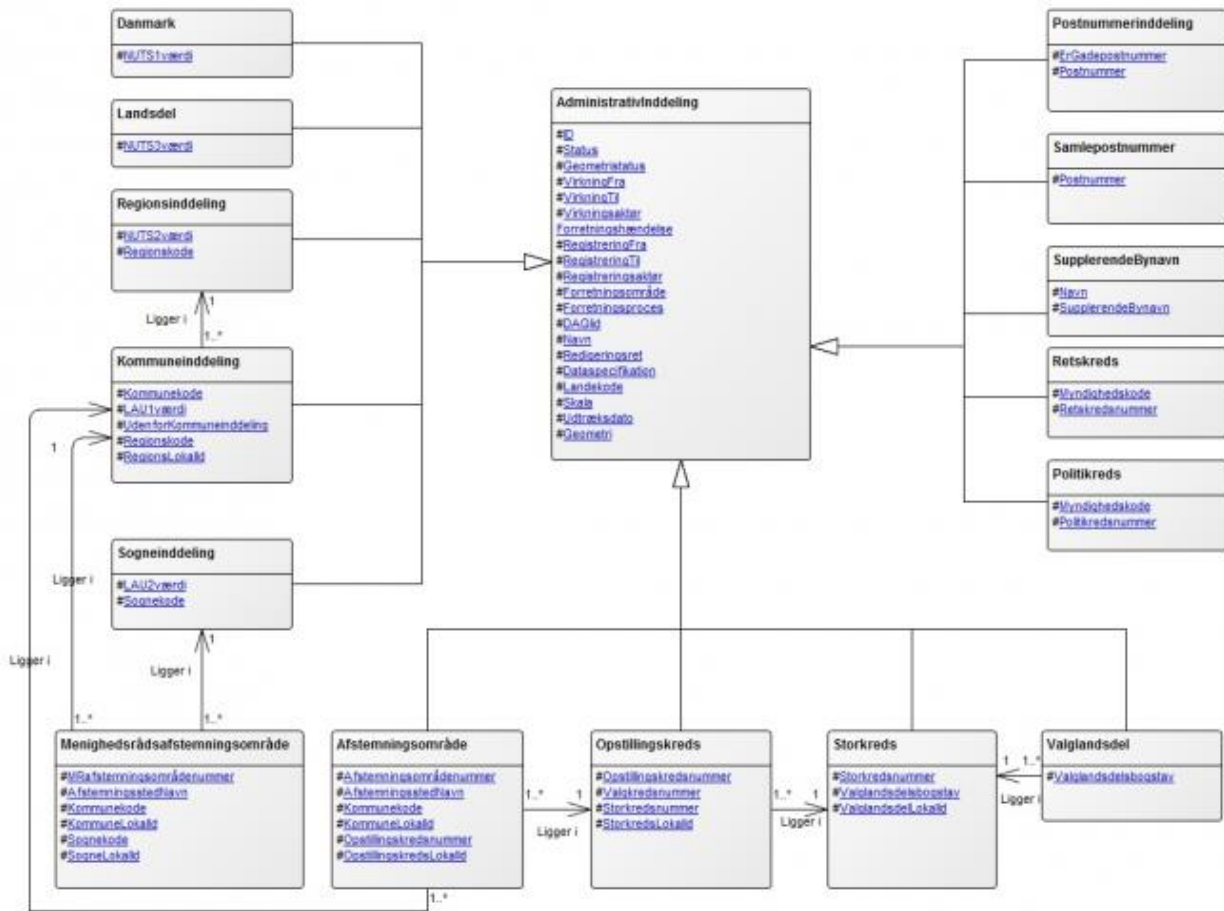 Danmark
#NUTS1værdi
Landsdel
#NUTS3værdi
Regionsinddeling
#NUTS2værdi
#Regionskode
1
Ligger i
1..*
Kommuneinddeling
#Kommunekode
#LAU1værdi
#UdenforKommuneinddeling
#Regionskode
#RegionsLokalId
1
Sogneinddeling
#LAU2værdi
#Sognekode
Ligger i
1
Ligger i
Ligger i
1..*
1..*
Menighedsrådsafstemningsområde
#MRafstemningsområdenummer
#AfstemningsstedNavn
#Kommunekode
#KommuneLokalId
#Sognekode
#SogneLokalId
AdministrativInddeling
#ID
#Status
#Geometristatus
#VirkningFra
#VirkningTil
#Virkningsaktør
Forretningshændelse
#RegistreringFra
#RegistreringTil
#Registreringsaktør
#Forretningsområde
#Forretningsproces
#DAGIid
#Navn
#Redigeringsret
#Dataspecifikation
#Landekode
#Skala
#Udtræksdato
#Geometri
Postnummerinddeling
#ErGadepostnummer
#Postnummer
Samlepostnummer
#Postnummer
SupplerendeBynavn
#Navn
#SupplerendeBynavn
Retskreds
#Myndighedskode
#Retskredsnummer
Politikreds
#Myndighedskode
#Politikredsnummer
Afstemningsområde
#Afstemningsområdenummer
#AfstemningsstedNavn
#Kommunekode
#KommuneLokalId
#Opstillingskredsnummer
#OpstillingskredsLokalId
1..*
1..*
1
Ligger i
Opstillingskreds
#Opstillingskredsnummer
#Valgkredsnummer
#Storkredsnummer
#StorkredsLokalId
1..*
1
Ligger i
Storkreds
#Storkredsnummer
#Valglandsdelsbogstav
#ValglandsdelLokalId
1
1..*
Ligger i
Valglandsdel
#Valglandsdelsbogstav